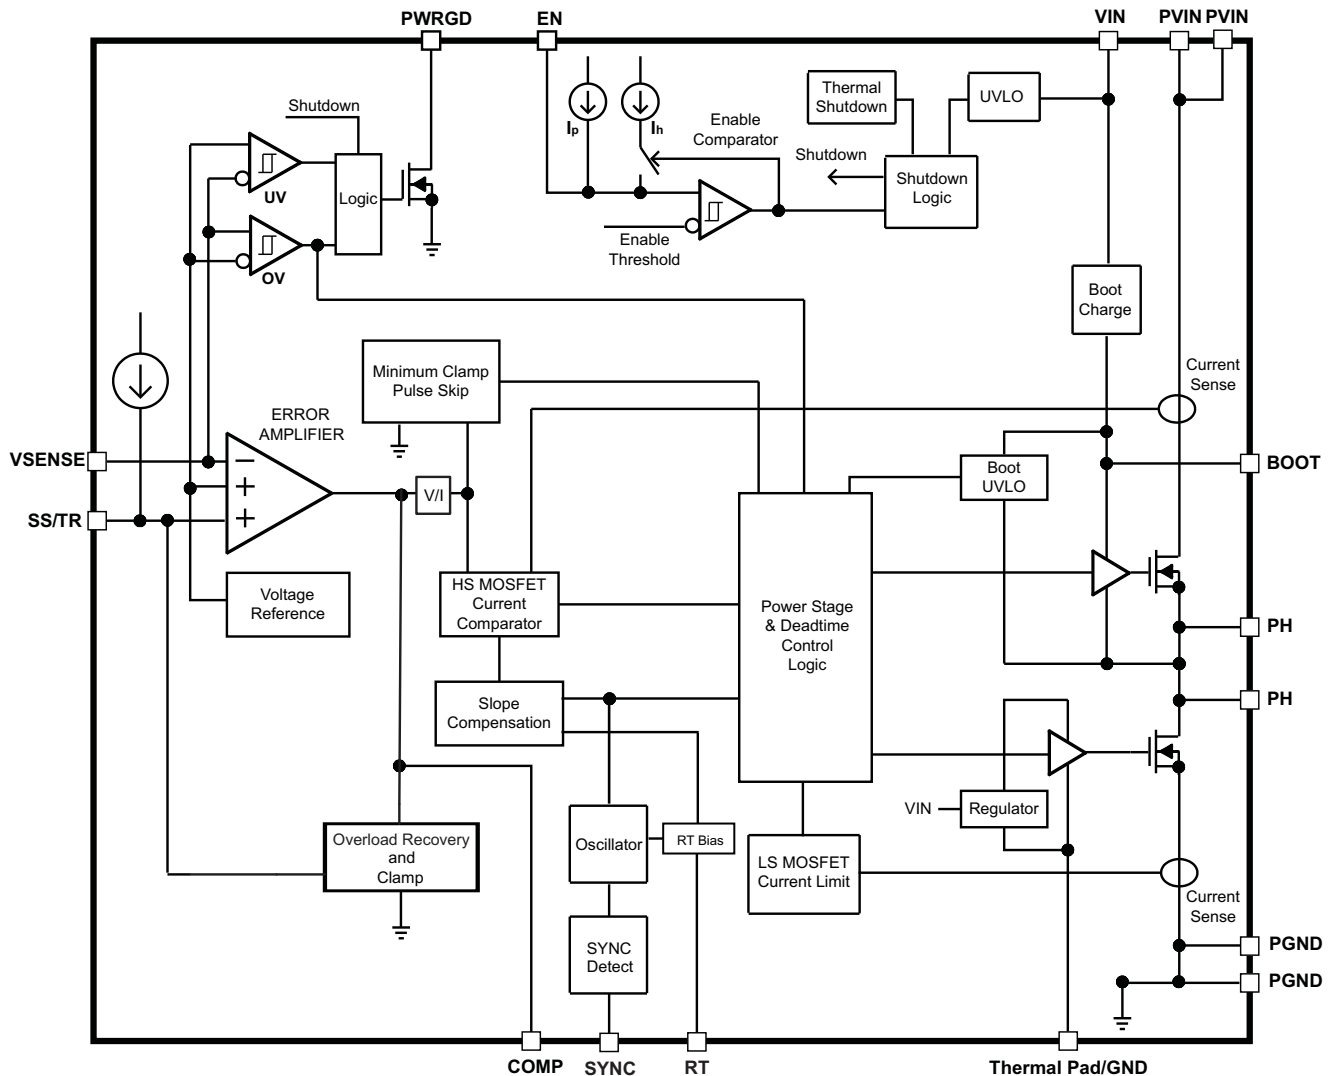 PWRGD
EN
VIN
PVIN
PVIN
Shutdown
UV
OV
Logic
Ip
Ih
Enable
Comparator
Enable
Threshold
Thermal
Shutdown
UVLO
Shutdown
Shutdown
Logic
Boot
Charge
Current
Sense
Minimum Clamp
Pulse Skip
ERROR
AMPLIFIER
VSENSE
SS/TR
−
+
+
V/I
Boot
UVLO
BOOT
Voltage
Reference
HS MOSFET
Current
Comparator
Power Stage
& Deadtime
Control
Logic
PH
PH
Slope
Compensation
VIN
Regulator
Overload Recovery
and
Clamp
Oscillator
RT Bias
LS MOSFET
Current Limit
Current
Sense
SYNC
Detect
PGND
PGND
COMP
SYNC
RT
Thermal Pad/GND